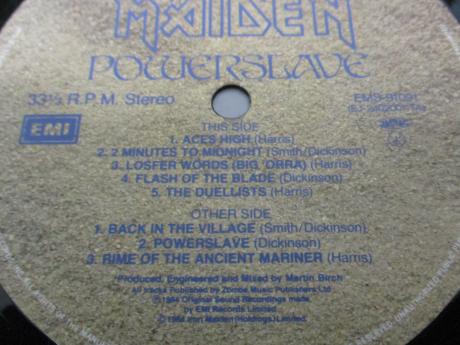 MAIDEN
POWERSLAVE
33⅓ R.P.M. Stereo
EMS-91091
EMI
THIS SIDE
1. ACES HIGH (Harris)
2. 2 MINUTES TO MIDNIGHT (Smith/Dickinson)
3. LOSFER WORDS (BIG 'ORRA) (Harris)
4. FLASH OF THE BLADE (Dickinson)
5. THE DUELLISTS (Harris)
OTHER SIDE
1. BACK IN THE VILLAGE (Smith/Dickinson)
2. POWERSLAVE (Dickinson)
3. RIME OF THE ANCIENT MARINER (Harris)
Produced, Engineered and Mixed by Martin Birch
All tracks Published by Zomba Music Publishers Ltd
℗ 1984 Original Sound Recordings made
by EMI Records Limited
© 1984 Iron Maiden (Holdings) Limited